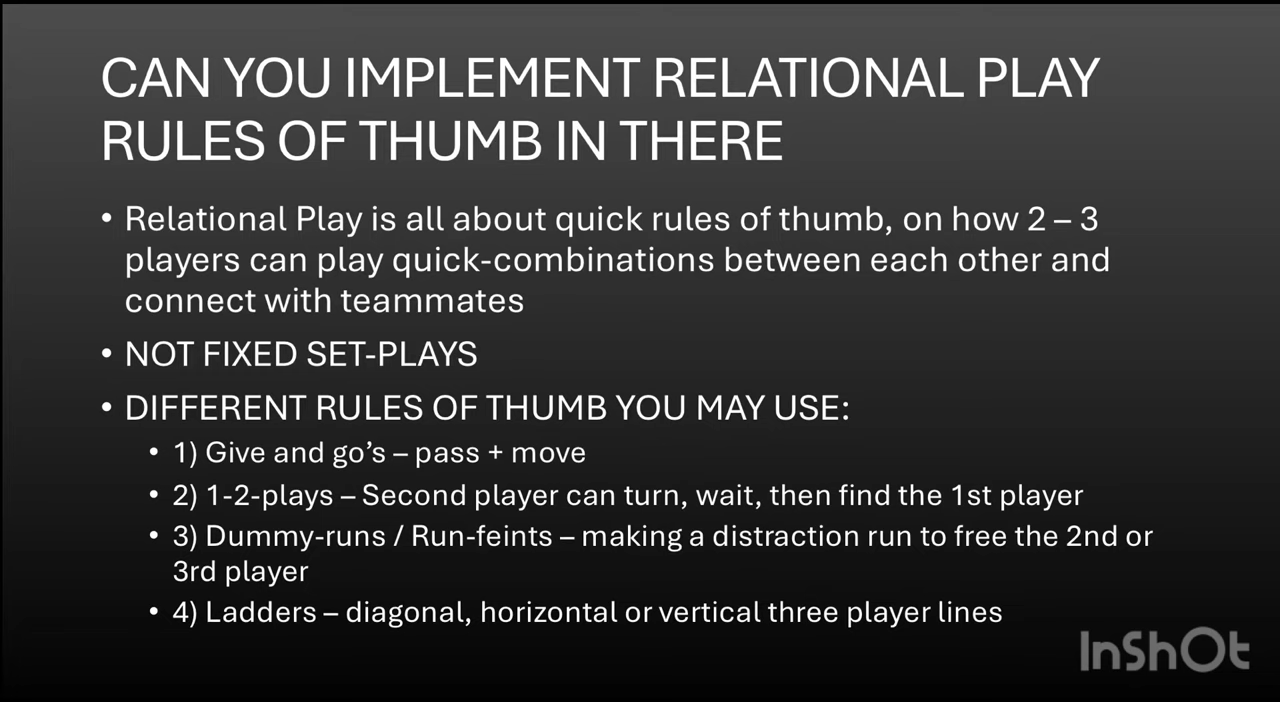 CAN YOU IMPLEMENT RELATIONAL PLAY
RULES OF THUMB IN THERE
• Relational Play is all about quick rules of thumb, on how 2 – 3
players can play quick-combinations between each other and
connect with teammates
• NOT FIXED SET-PLAYS
• DIFFERENT RULES OF THUMB YOU MAY USE:
• 1) Give and go’s – pass + move
• 2) 1-2-plays – Second player can turn, wait, then find the 1st player
• 3) Dummy-runs / Run-feints – making a distraction run to free the 2nd or
3rd player
• 4) Ladders – diagonal, horizontal or vertical three player lines
InShOt